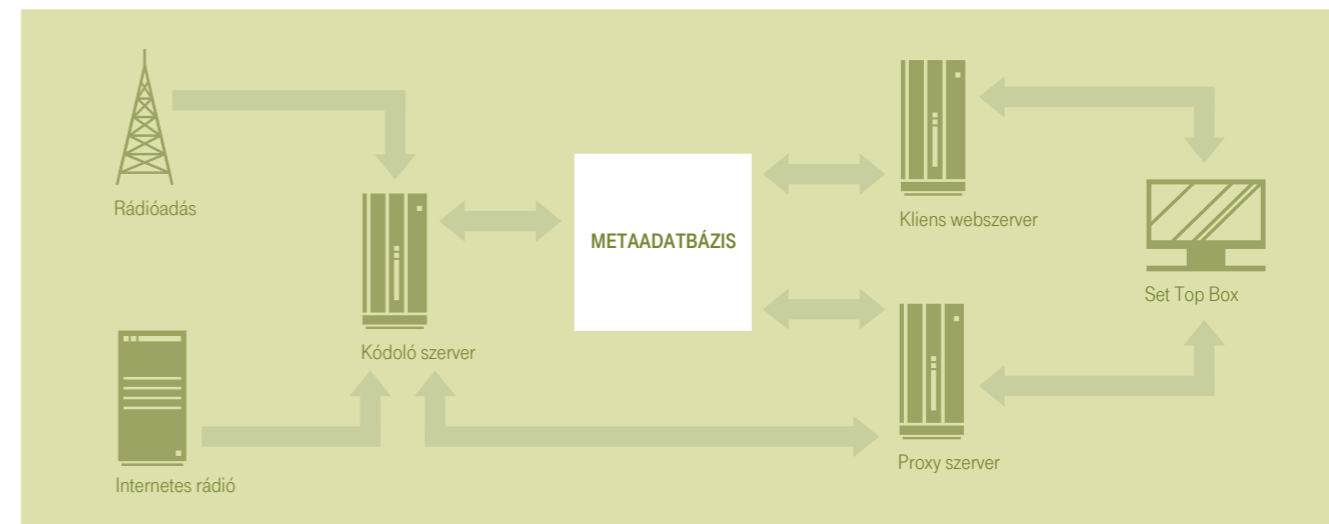 Rádióadás
Kliens webszerver
METAADATBÁZIS
Set Top Box
Kódoló szerver
Proxy szerver
Internetes rádió